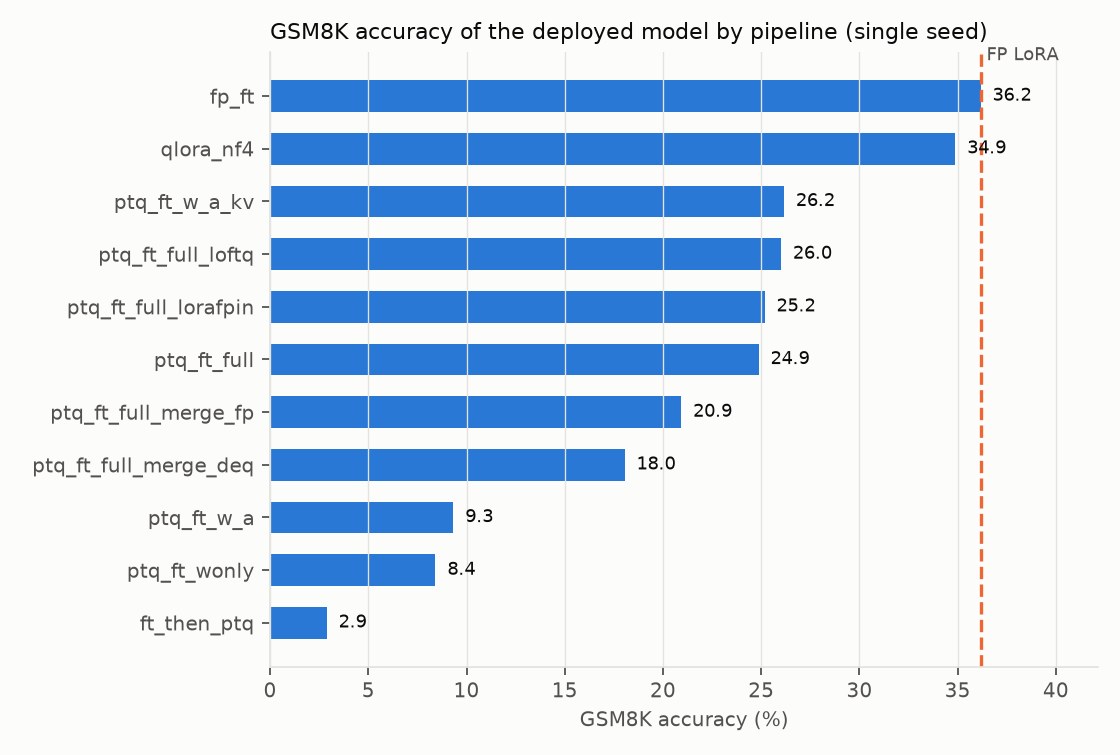 GSM8K accuracy of the deployed model by pipeline (single seed)
FP LoRA
fp_ft 36.2
qlora_nf4 34.9
ptq_ft_w_a_kv 26.2
ptq_ft_full_loftq 26.0
ptq_ft_full_lorafpin 25.2
ptq_ft_full 24.9
ptq_ft_full_merge_fp 20.9
ptq_ft_full_merge_deq 18.0
ptq_ft_w_a 9.3
ptq_ft_wonly 8.4
ft_then_ptq 2.9
0 5 10 15 20 25 30 35 40
GSM8K accuracy (%)